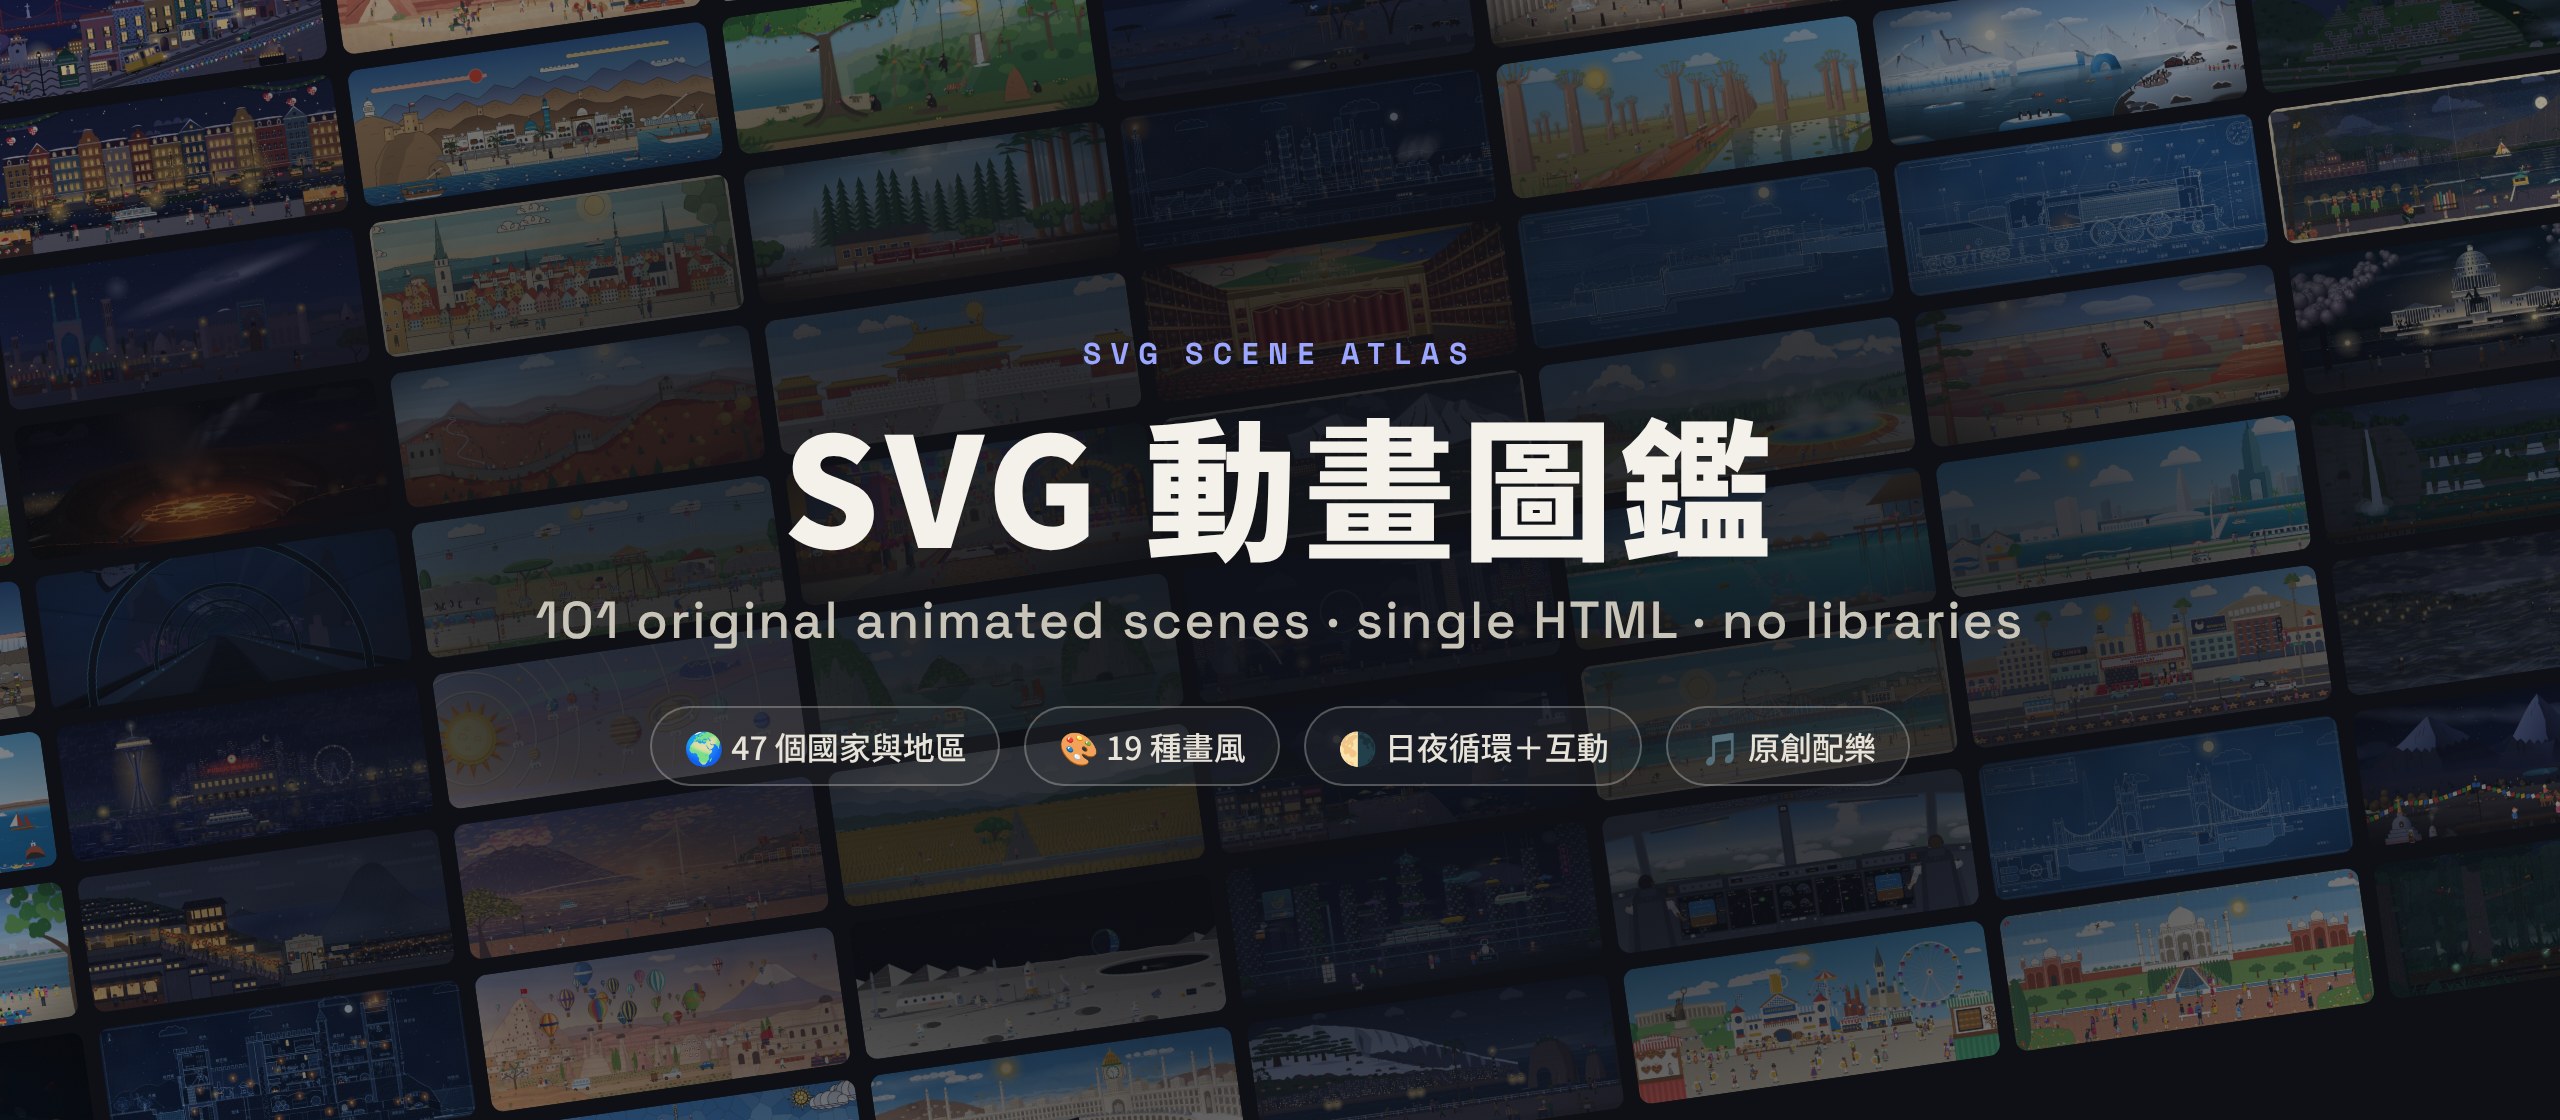 SVG SCENE ATLAS
SVG 動畫圖鑑
101 original animated scenes · single HTML · no libraries
🌍 47 個國家與地區
🎨 19 種畫風
🌗 日夜循環＋互動
🎵 原創配樂